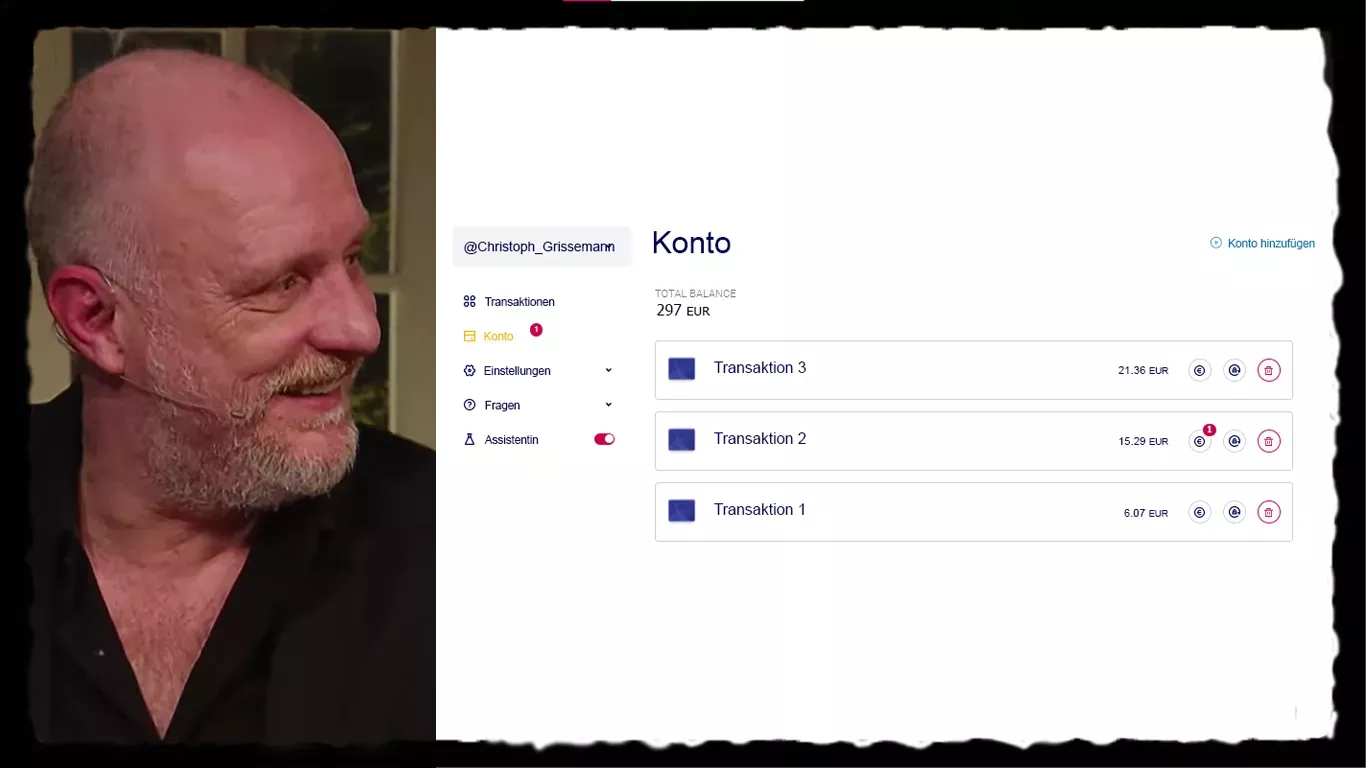 @Christoph_Grissemann
Konto
Konto hinzufügen
Transaktionen
Konto 1
Einstellungen
Fragen
Assistentin
TOTAL BALANCE
297 EUR
Transaktion 3 21.36 EUR
Transaktion 2 15.29 EUR 1
Transaktion 1 6.07 EUR